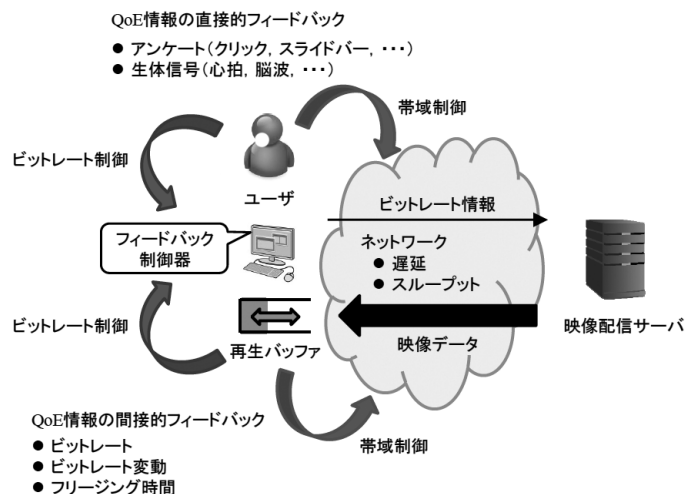 QoE情報の直接的フィードバック
● アンケート(クリック, スライドバー, ・・・)
● 生体信号(心拍, 脳波, ・・・)
帯域制御
ビットレート制御
ユーザ
ビットレート情報
フィードバック
制御器
ネットワーク
● 遅延
● スループット
ビットレート制御
再生バッファ
映像データ
映像配信サーバ
QoE情報の間接的フィードバック
● ビットレート
● ビットレート変動
● フリージング時間
帯域制御